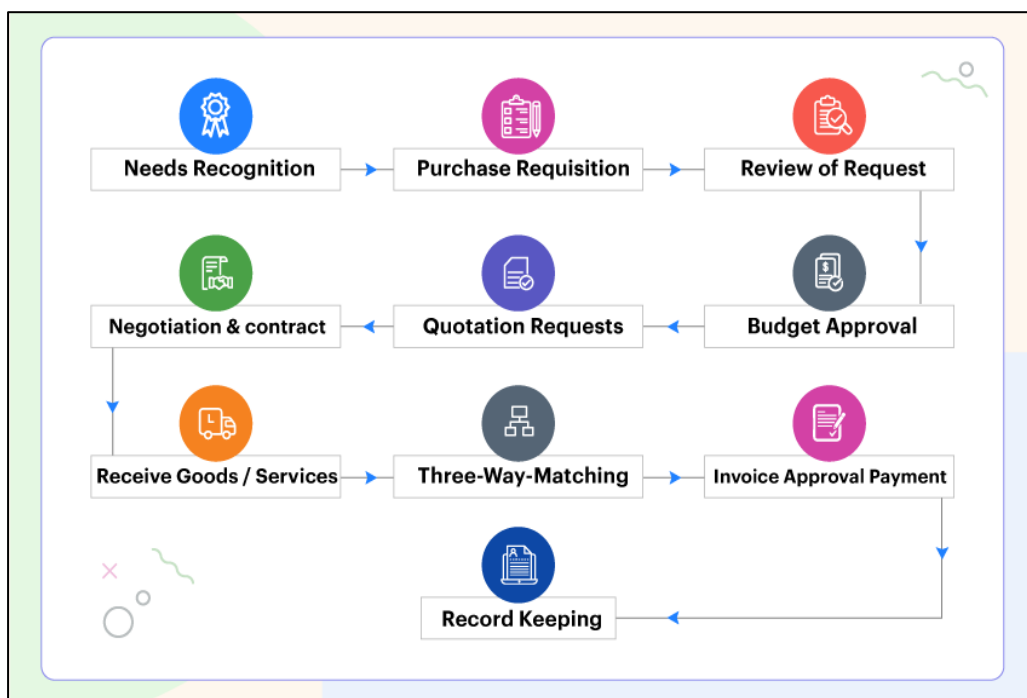 Needs Recognition
Purchase Requisition
Review of Request
Budget Approval
Quotation Requests
Negotiation & contract
Receive Goods / Services
Three-Way-Matching
Invoice Approval Payment
Record Keeping